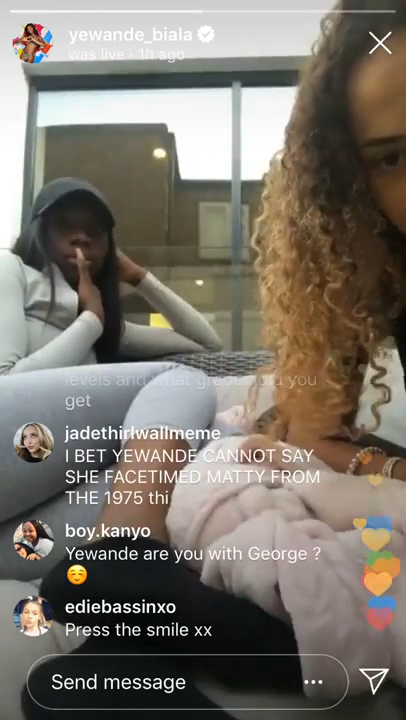 yewande_biala
was live · 1h ago
levels and what grades did you
get
jadethirlwallmeme
I BET YEWANDE CANNOT SAY
SHE FACETIMED MATTY FROM
THE 1975 thi
boy.kanyo
Yewande are you with George ?
☺️
ediebassinxo
Press the smile xx
Send message